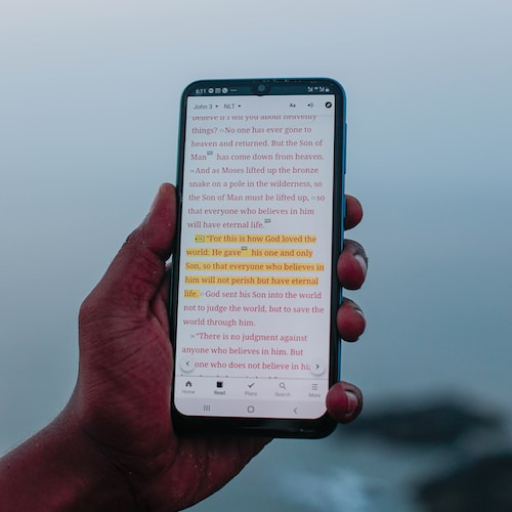 8:11
John 3 NLT Aa
believe if I tell you about heavenly
things? No one has ever gone to
heaven and returned. But the Son of
Man has come down from heaven.
And as Moses lifted up the bronze
snake on a pole in the wilderness, so
the Son of Man must be lifted up, so
that everyone who believes in him
will have eternal life.
“For this is how God loved the
world: He gave his one and only
Son, so that everyone who believes in
him will not perish but have eternal
life. God sent his Son into the world
not to judge the world, but to save the
world through him.
“There is no judgment against
anyone who believes in him. But
one who does not believe in him
Home Read Plans Search More